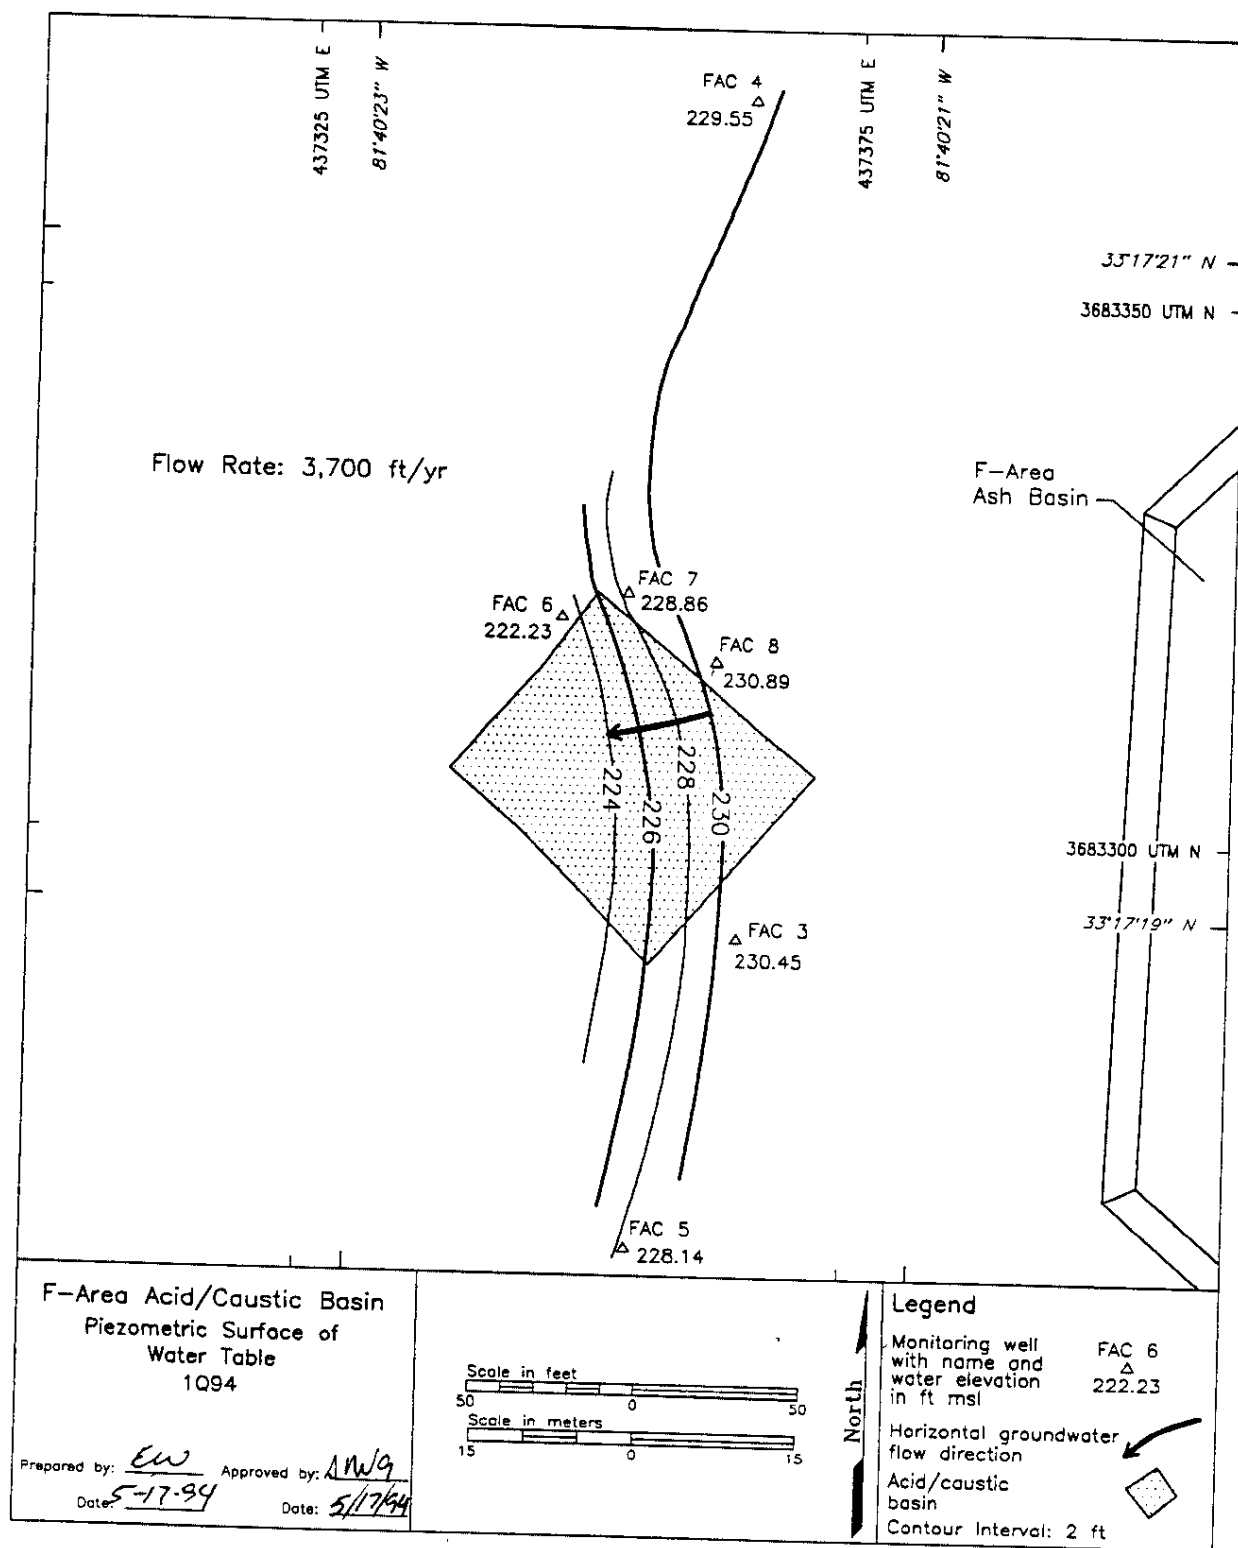 437325 UTM E
81°40'23" W
FAC 4
229.55
437375 UTM E
81°40'21" W
33°17'21" N
3683350 UTM N
Flow Rate: 3,700 ft/yr
F-Area
Ash Basin
FAC 7
228.86
FAC 6
222.23
FAC 8
230.89
224
226
228
230
3683300 UTM N
33°17'19" N
FAC 3
230.45
FAC 5
228.14
F-Area Acid/Caustic Basin
Piezometric Surface of
Water Table
1Q94
Prepared by: EW
Approved by:
Date: 5-17-94
Date: 5/17/94
Scale in feet
50 0 50
Scale in meters
15 0 15
North
Legend
Monitoring well
with name and
water elevation
in ft msl
FAC 6
222.23
Horizontal groundwater
flow direction
Acid/caustic
basin
Contour Interval: 2 ft